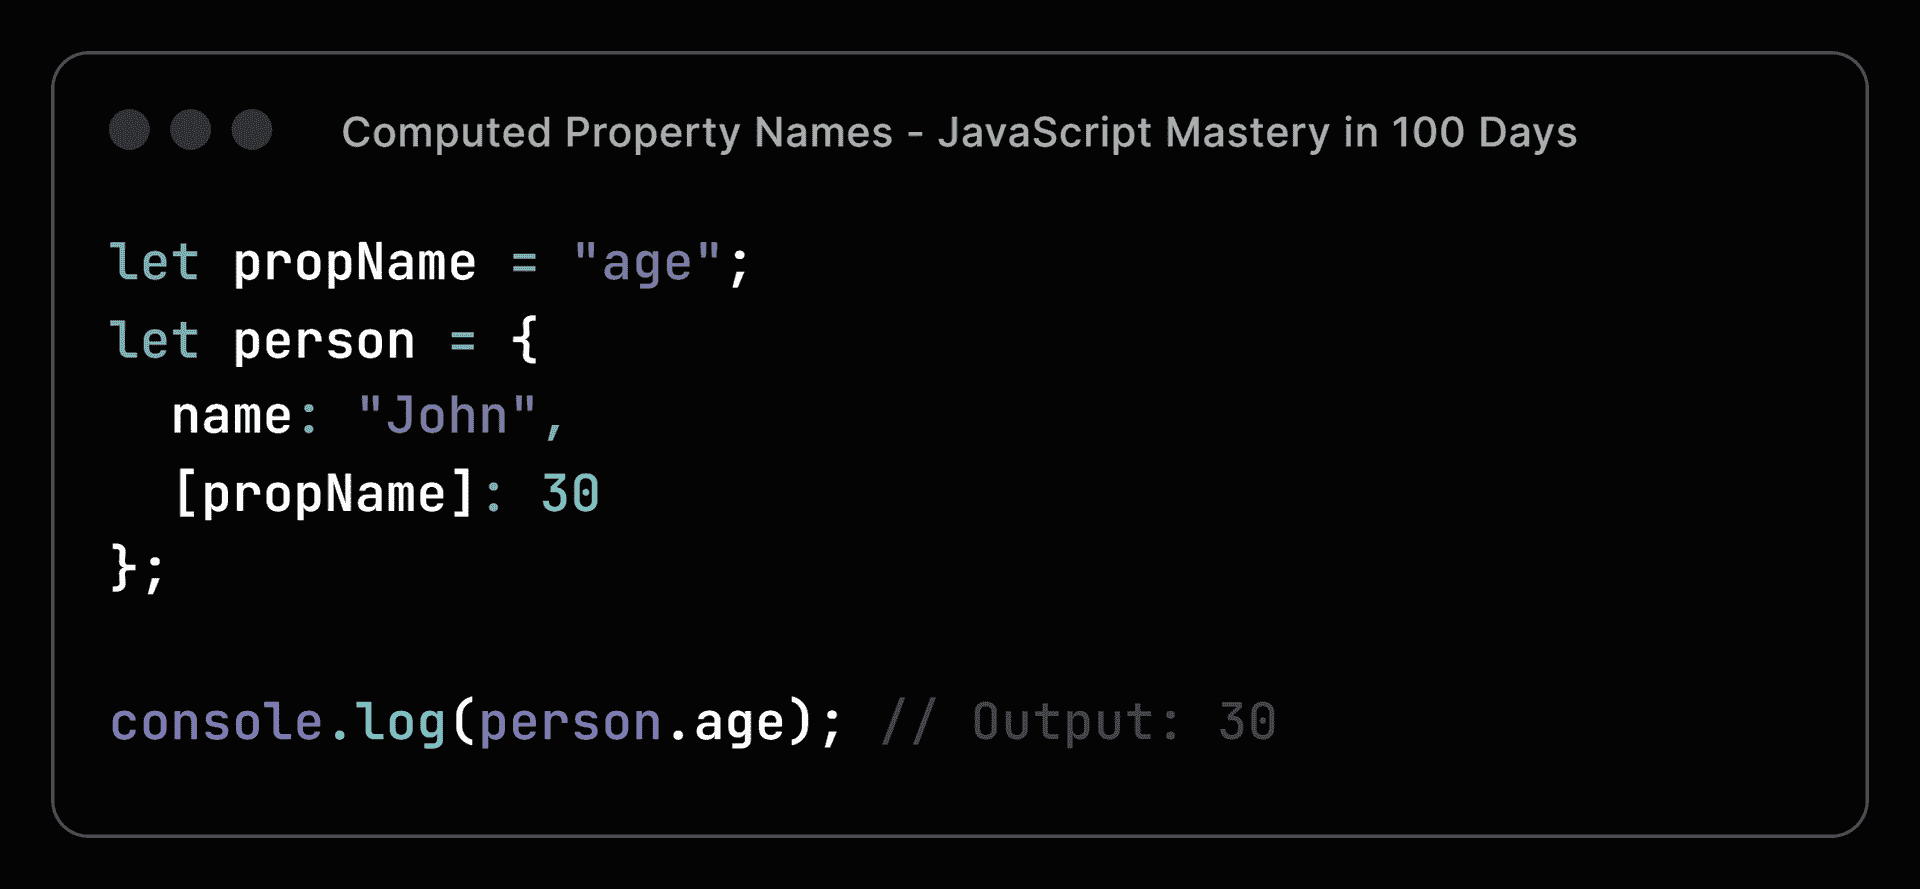 Computed Property Names - JavaScript Mastery in 100 Days
let propName = "age";
let person = {
  name: "John",
  [propName]: 30
};
console.log(person.age); // Output: 30